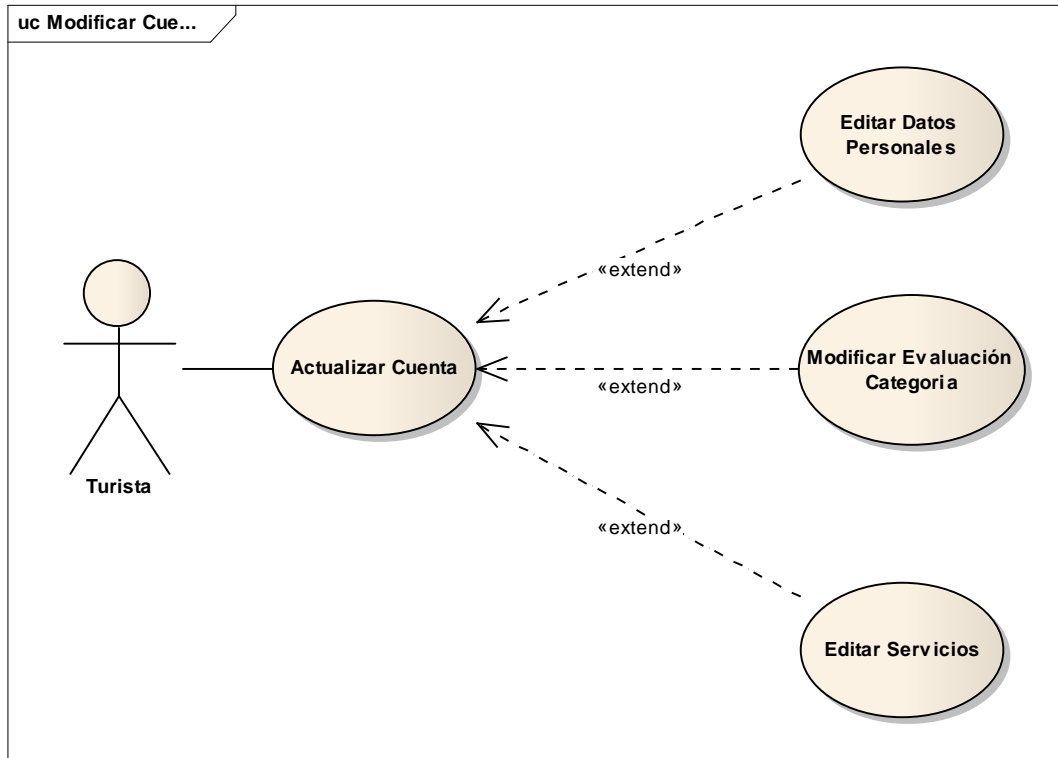 uc Modificar Cue...
Editar Datos
Personales
«extend»
Actualizar Cuenta
Modificar Evaluación
Categoria
«extend»
Turista
«extend»
Editar Servicios